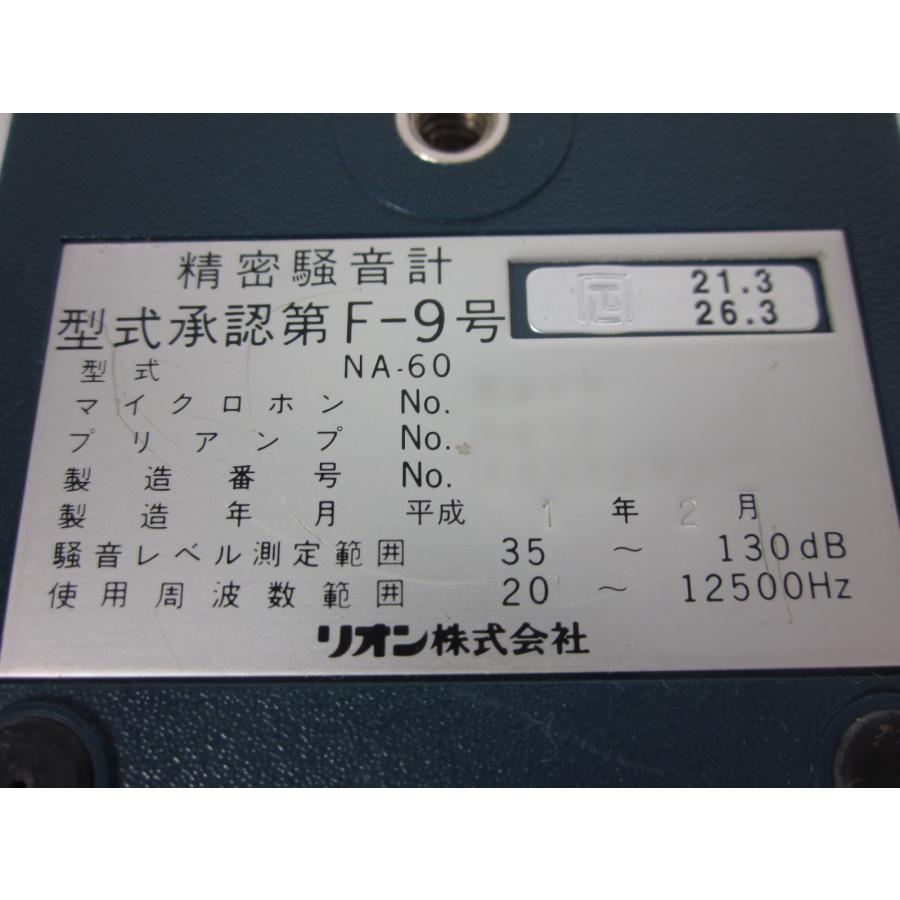 精密騒音計
型式承認第F-9号
正
21.3
26.3
型式 NA-60
マイクロホン No.
プリアンプ No.
製造番号 No.
製造年月 平成 1年2月
騒音レベル測定範囲 35 ～ 130dB
使用周波数範囲 20 ～ 12500Hz
リオン株式会社